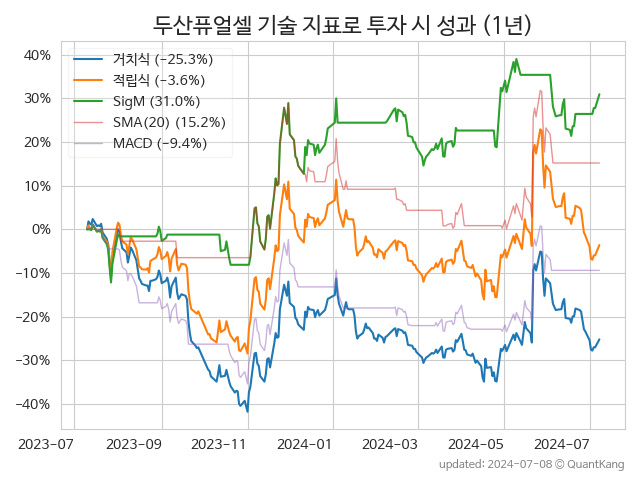 두산퓨얼셀 기술 지표로 투자 시 성과 (1년)
40%
30%
20%
10%
0%
−10%
−20%
−30%
−40%
거치식 (−25.3%)
적립식 (−3.6%)
SigM (31.0%)
SMA(20) (15.2%)
MACD (−9.4%)
2023-07
2023-09
2023-11
2024-01
2024-03
2024-05
2024-07
updated: 2024-07-08 © QuantKang